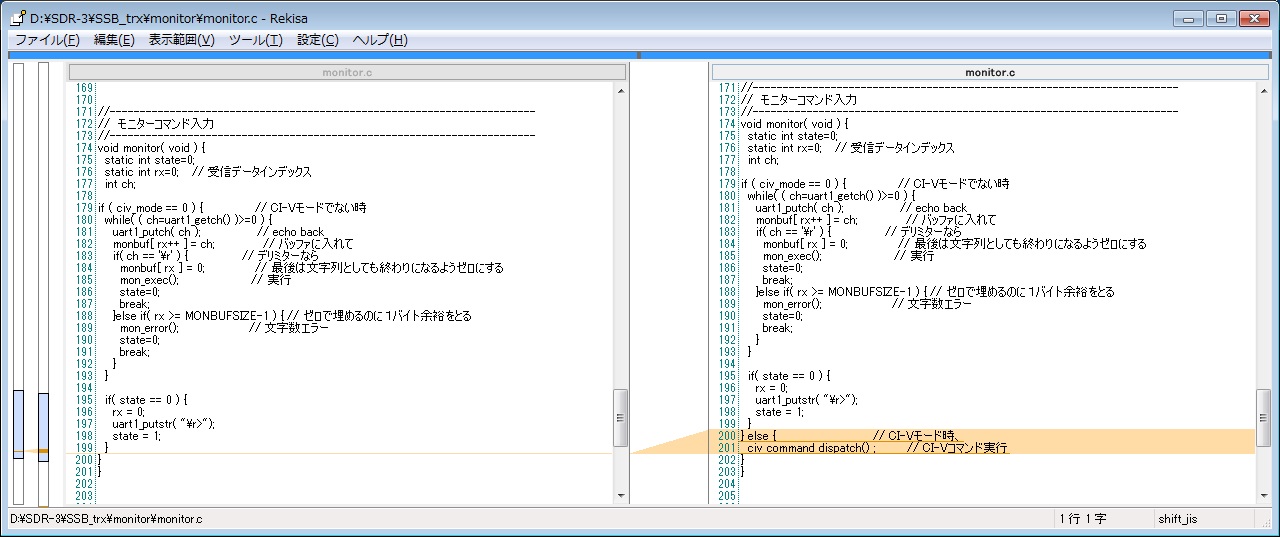 D:¥SDR-3¥SSB_trx¥monitor¥monitor.c - Rekisa
ファイル(F) 編集(E) 表示範囲(V) ツール(T) 設定(C) ヘルプ(H)
monitor.c
169
170
171 //------------------------------------------------------------------------
172 // モニターコマンド入力
173 //------------------------------------------------------------------------
174 void monitor( void ) {
175 static int state=0;
176 static int rx=0; // 受信データインデックス
177 int ch;
178
179 if ( civ_mode == 0 ) { // CI-Vモードでない時
180 while( ( ch=uart1_getch() )>=0 ) {
181 uart1_putch( ch ); // echo back
182 monbuf[ rx++ ] = ch; // バッファに入れて
183 if( ch == '¥r' ) { // デリミターなら
184 monbuf[ rx ] = 0; // 最後は文字列としても終わりになるようゼロにする
185 mon_exec(); // 実行
186 state=0;
187 break;
188 }else if( rx >= MONBUFSIZE-1 ) { // ゼロで埋めるのに1バイト余裕をとる
189 mon_error(); // 文字数エラー
190 state=0;
191 break;
192 }
193 }
194
195 if( state == 0 ) {
196 rx = 0;
197 uart1_putstr( "¥r>");
198 state = 1;
199 }
200 }
201 }
202
203
monitor.c
171 //------------------------------------------------------------------------
172 // モニターコマンド入力
173 //------------------------------------------------------------------------
174 void monitor( void ) {
175 static int state=0;
176 static int rx=0; // 受信データインデックス
177 int ch;
178
179 if ( civ_mode == 0 ) { // CI-Vモードでない時
180 while( ( ch=uart1_getch() )>=0 ) {
181 uart1_putch( ch ); // echo back
182 monbuf[ rx++ ] = ch; // バッファに入れて
183 if( ch == '¥r' ) { // デリミターなら
184 monbuf[ rx ] = 0; // 最後は文字列としても終わりになるようゼロにする
185 mon_exec(); // 実行
186 state=0;
187 break;
188 }else if( rx >= MONBUFSIZE-1 ) { // ゼロで埋めるのに1バイト余裕をとる
189 mon_error(); // 文字数エラー
190 state=0;
191 break;
192 }
193 }
194
195 if( state == 0 ) {
196 rx = 0;
197 uart1_putstr( "¥r>");
198 state = 1;
199 }
200 } else { // CI-Vモード時、
201 civ_command_dispatch() ; // CI-Vコマンド実行
202 }
203 }
204
205
D:¥SDR-3¥SSB_trx¥monitor¥monitor.c 1 行 1 字 shift_jis